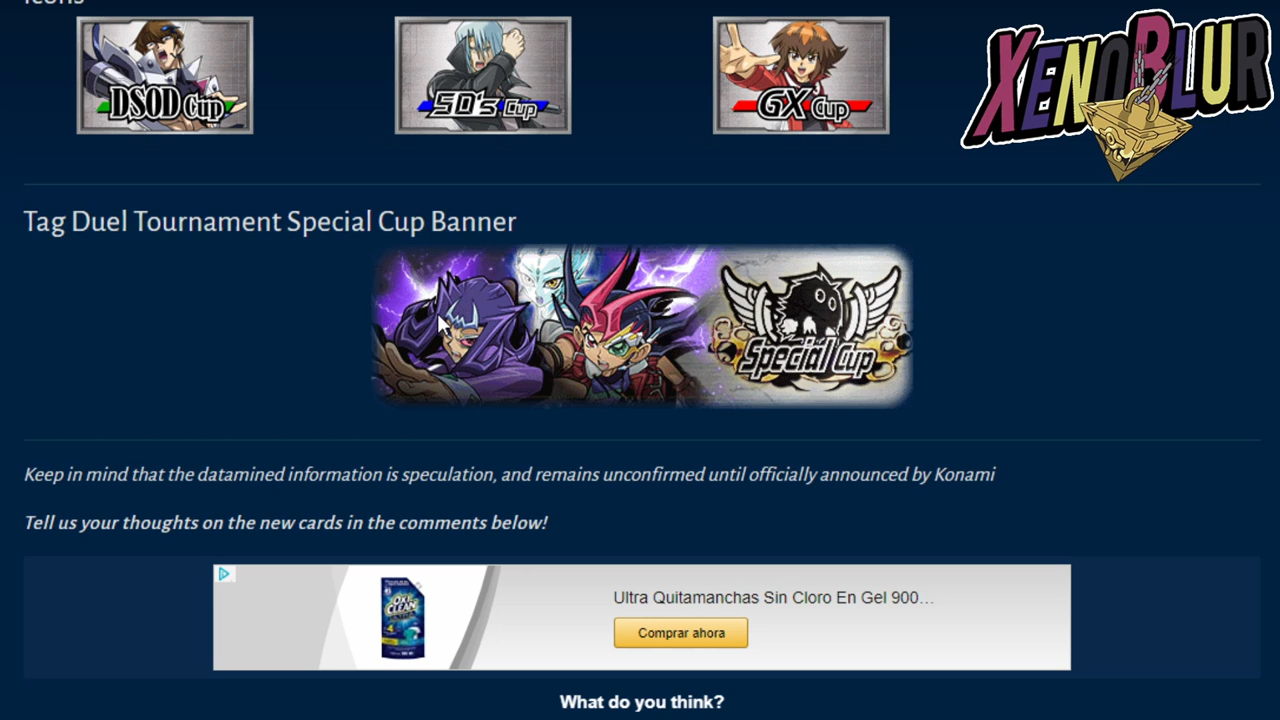 Icons
DSOD Cup
5D's Cup
GX Cup
XENOBLUR
Tag Duel Tournament Special Cup Banner
Special Cup
Keep in mind that the datamined information is speculation, and remains unconfirmed until officially announced by Konami
Tell us your thoughts on the new cards in the comments below!
OXI CLEAN
4
Ultra Quitamanchas Sin Cloro En Gel 900…
Comprar ahora
What do you think?